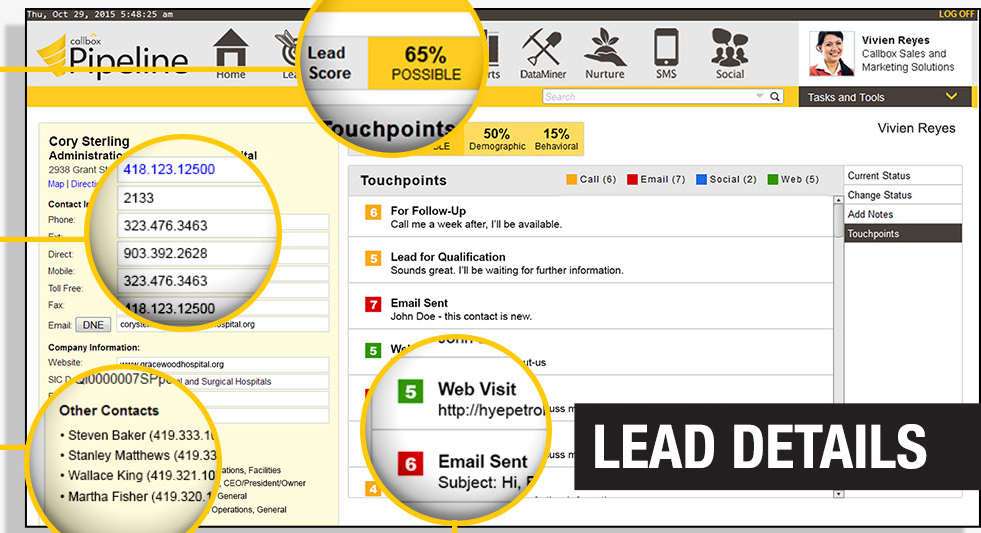 Thu, Oct 29, 2015 5:48:25 am
LOG OFF
callbox
Pipeline
Home
DataMiner
Nurture
SMS
Social
Vivien Reyes
Callbox Sales and
Marketing Solutions
Lead
Score
65%
POSSIBLE
Search
Tasks and Tools
Touchpoints
50%
Demographic
15%
Behavioral
Vivien Reyes
Cory Sterling
2938 Grant
Map |
Phone:
Direct:
Mobile:
Toll Free:
Fax:
Email: DNE
418.123.12500
2133
323.476.3463
903.392.2628
323.476.3463
418.123.12500
Company Information:
Website: www.gracewoodhospital.org
SIC
and Surgical Hospitals
Other Contacts
• Steven Baker (419.333.1
• Stanley Matthews (419.33
• Wallace King (419.321.10
• Martha Fisher (419.320.1
Facilities
CEO/President/Owner
General
Operations, General
Touchpoints
Call (6) Email (7) Social (2) Web (5)
6 For Follow-Up
Call me a week after, I'll be available.
5 Lead for Qualification
Sounds great. I'll be waiting for further information.
7 Email Sent
John Doe - this contact is new.
5
5 Web Visit
http://hyepetro
6 Email Sent
Subject: Hi,
4
Current Status
Change Status
Add Notes
Touchpoints
LEAD DETAILS